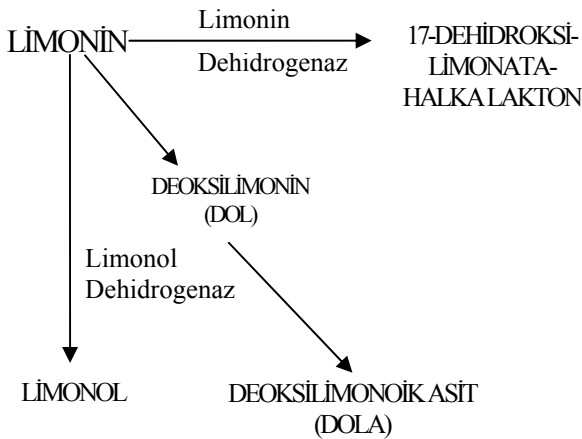 LİMONİN
Limonin
Dehidrogenaz
17-DEHİDROKSİ-
LİMONATA-
HALKA LAKTON
DEOKSİLİMONİN
(DOL)
Limonol
Dehidrogenaz
LİMONOL
DEOKSİLİMONOİK ASİT
(DOLA)